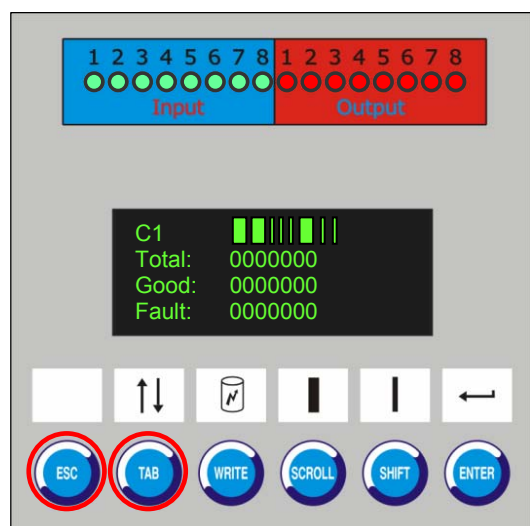 1 2 3 4 5 6 7 8 1 2 3 4 5 6 7 8
Input Output
C1
Total: 0000000
Good: 0000000
Fault: 0000000
ESC TAB WRITE SCROLL SHIFT ENTER